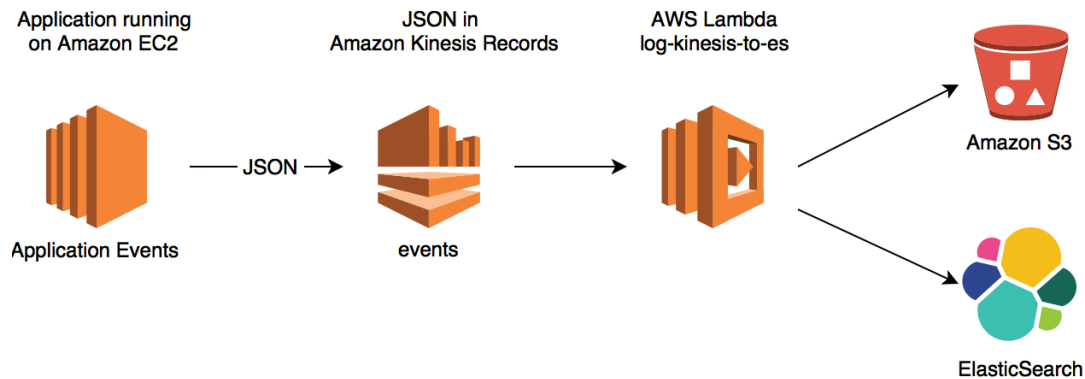 Application running
on Amazon EC2
JSON in
Amazon Kinesis Records
AWS Lambda
log-kinesis-to-es
Amazon S3
JSON
Application Events
events
ElasticSearch